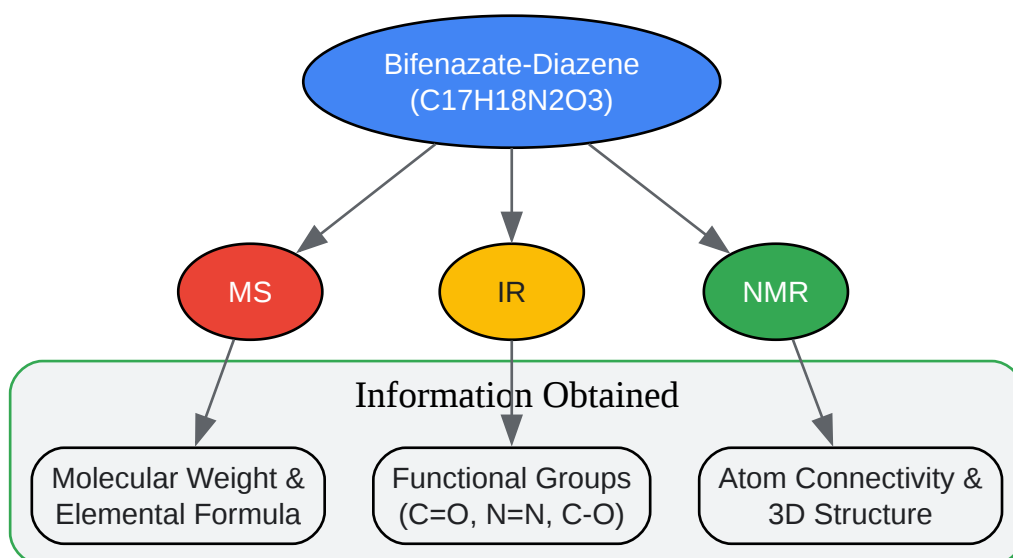 Bifenazate-Diazene
(C17H18N2O3)
MS
IR
NMR
Information Obtained
Molecular Weight &
Elemental Formula
Functional Groups
(C=O, N=N, C-O)
Atom Connectivity &
3D Structure